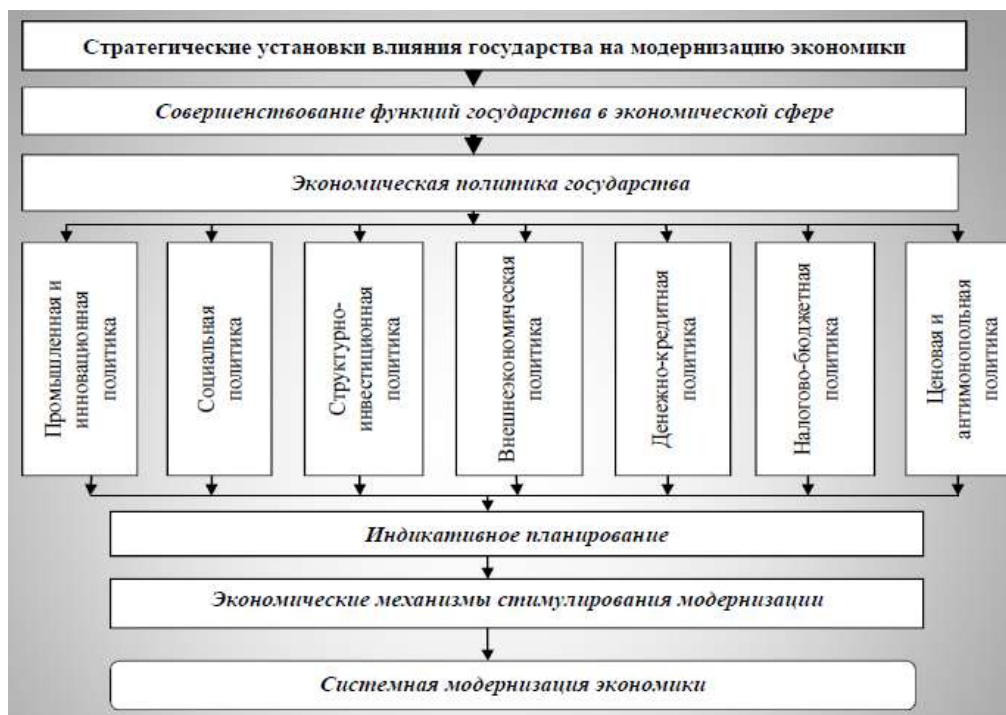 Стратегические установки влияния государства на модернизацию экономики
Совершенствование функций государства в экономической сфере
Экономическая политика государства
Промышленная и
инновационная
политика
Социальная
политика
Структурно-
инвестиционная
политика
Внешнеэкономическая
политика
Денежно-кредитная
политика
Налогово-бюджетная
политика
Ценовая и
антимонопольная
политика
Индикативное планирование
Экономические механизмы стимулирования модернизации
Системная модернизация экономики